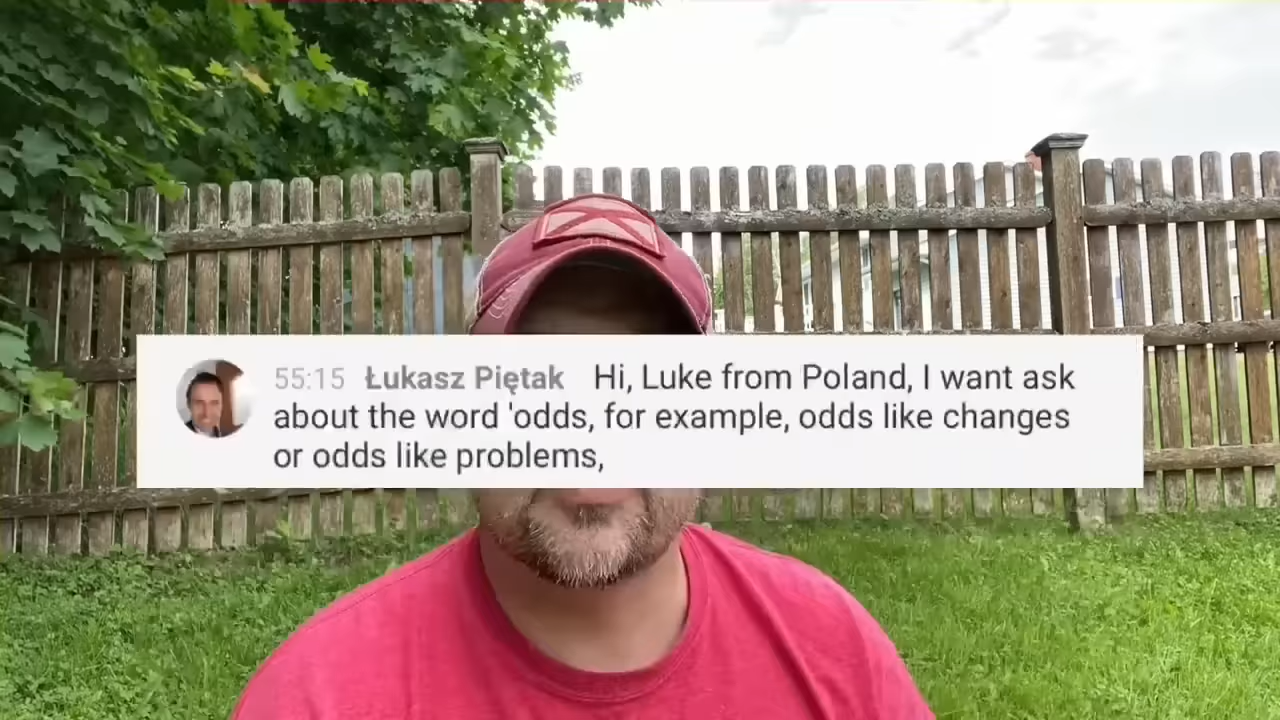 55:15 Łukasz Piętak Hi, Luke from Poland, I want ask
about the word 'odds, for example, odds like changes
or odds like problems,